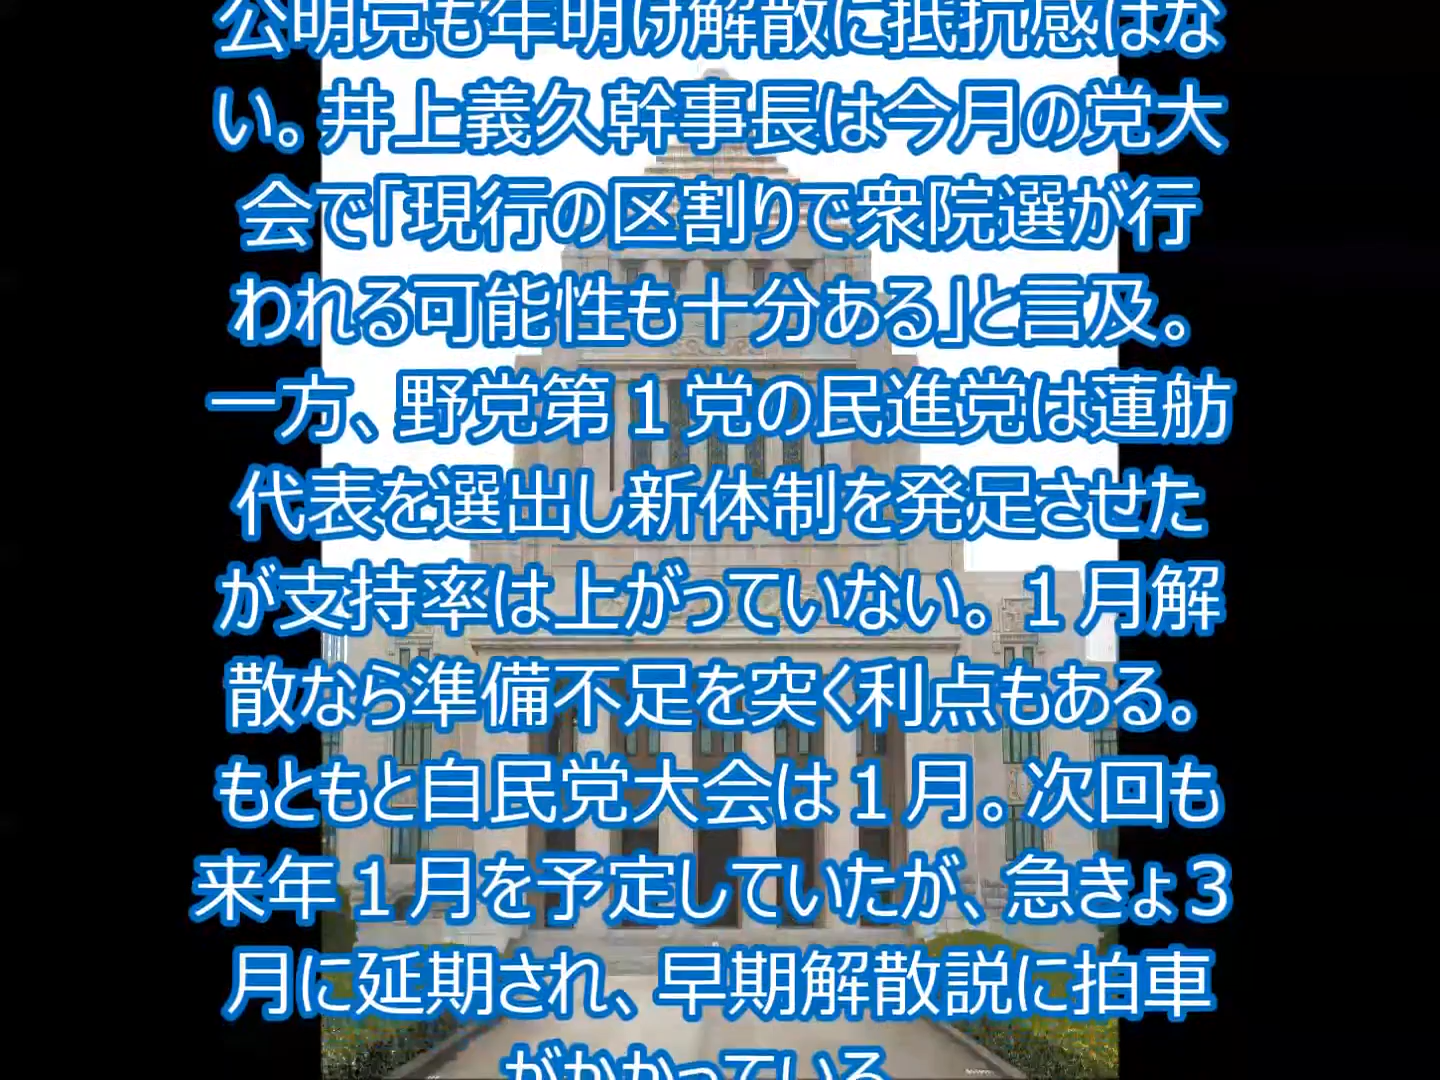 公明党も年明け解散に抵抗感はな
い。井上義久幹事長は今月の党大
会で「現行の区割りで衆院選が行
われる可能性も十分ある」と言及。
一方、野党第１党の民進党は蓮舫
代表を選出し新体制を発足させた
が支持率は上がっていない。１月解
散なら準備不足を突く利点もある。
もともと自民党大会は１月。次回も
来年１月を予定していたが、急きょ３
月に延期され、早期解散説に拍車
がかかっている